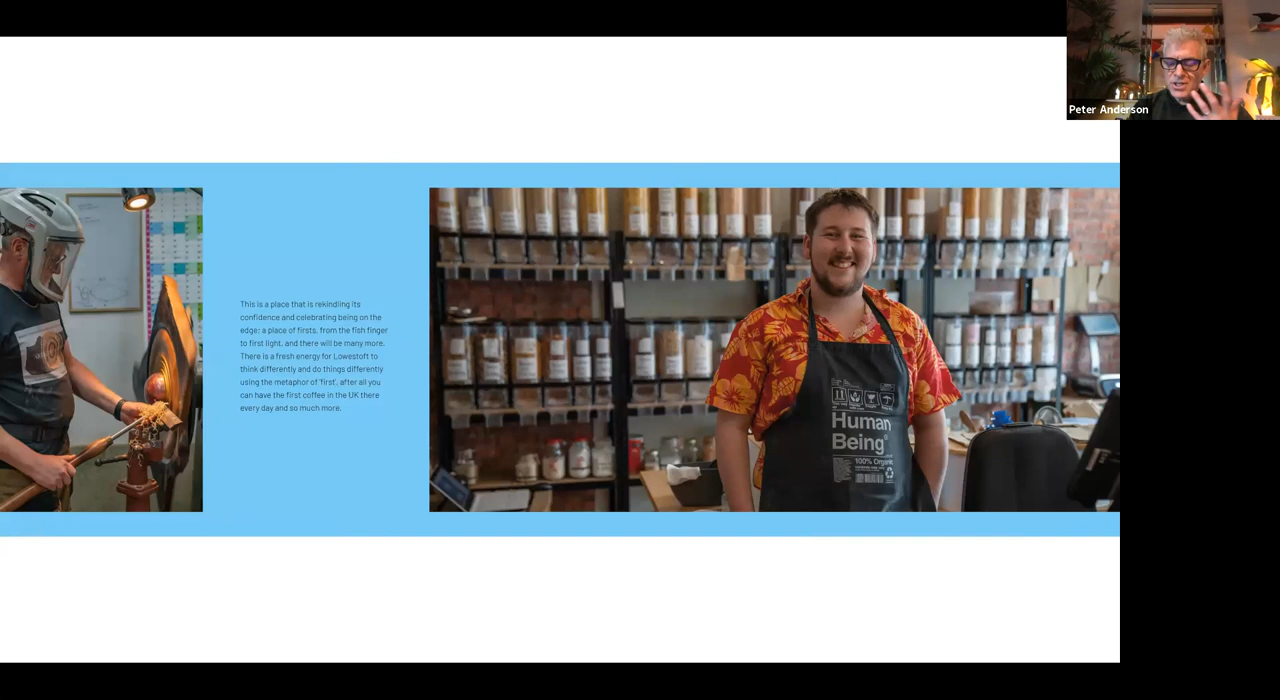 Peter Anderson
This is a place that is rekindling its
confidence and celebrating being on the
edge; a place of firsts, from the fish finger
to first light, and there will be many more.
There is a fresh energy for Lowestoft to
think differently and do things differently
using the metaphor of 'first', after all you
can have the first coffee in the UK there
every day and so much more.
Human
Being
100% Organic